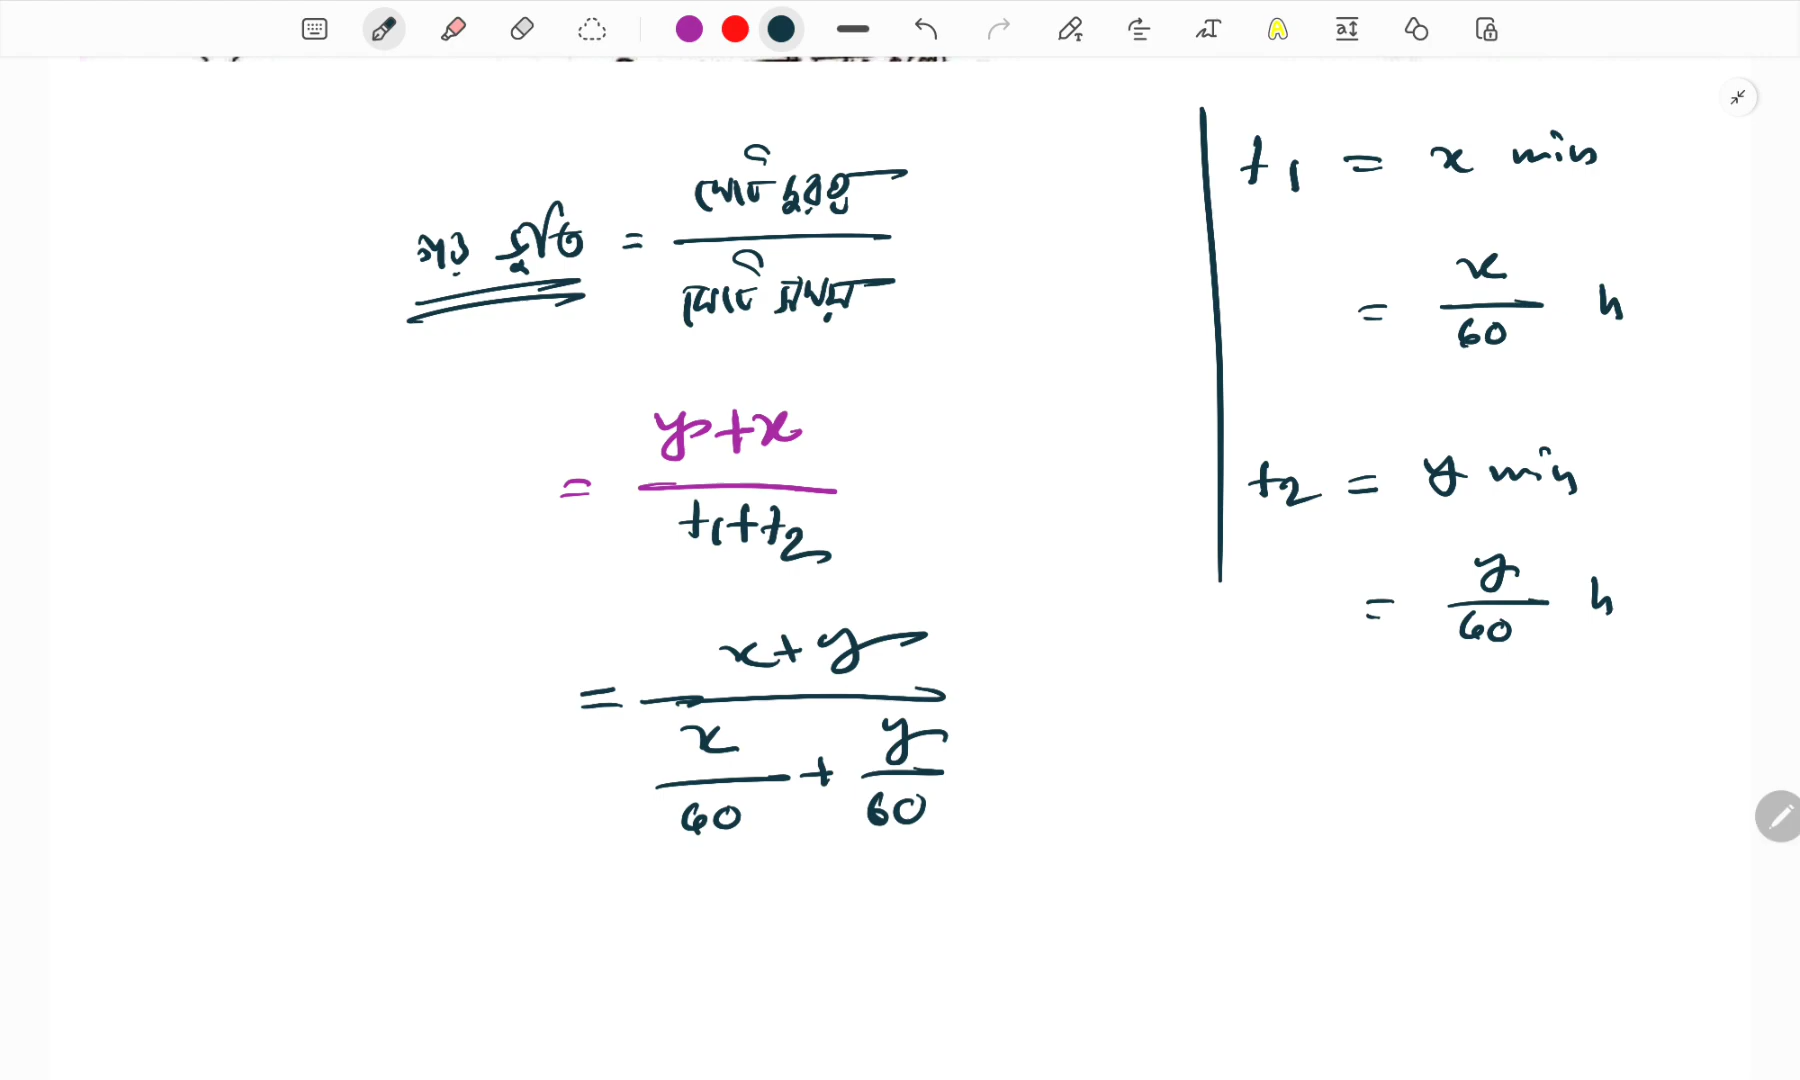 গড় দ্রুতি = মোট দূরত্ব / মোট সময়
= y+x / t₁+t₂
= x+y / (x/60 + y/60)
t₁ = x min
= x/60 h
t₂ = y min
= y/60 h